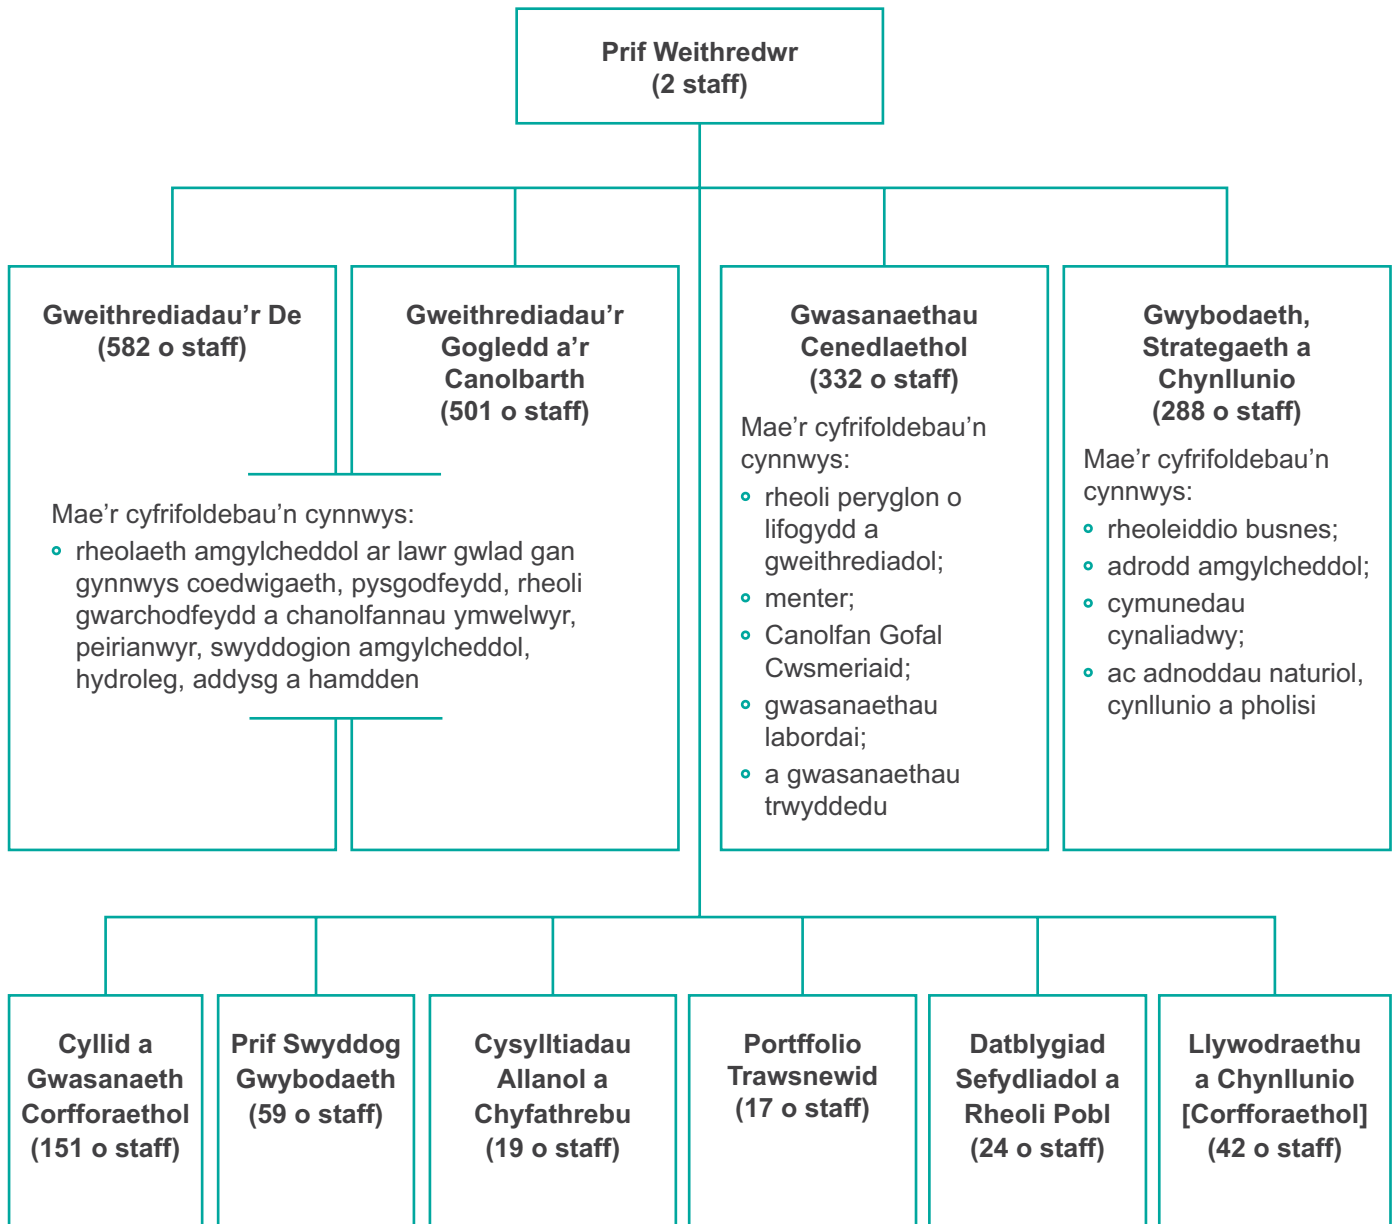 Prif Weithredwr
(2 staff)
Gweithrediadau’r De
(582 o staff)
Gweithrediadau’r
Gogledd a’r
Canolbarth
(501 o staff)
Mae’r cyfrifoldebau’n cynnwys:
rheolaeth amgylcheddol ar lawr gwlad gan
gynnwys coedwigaeth, pysgodfeydd, rheoli
gwarchodfeydd a chanolfannau ymwelwyr,
peirianwyr, swyddogion amgylcheddol,
hydroleg, addysg a hamdden
Gwasanaethau
Cenedlaethol
(332 o staff)
Mae’r cyfrifoldebau’n
cynnwys:
rheoli peryglon o
lifogydd a
gweithrediadol;
menter;
Canolfan Gofal
Cwsmeriaid;
gwasanaethau
labordai;
a gwasanaethau
trwyddedu
Gwybodaeth,
Strategaeth a
Chynllunio
(288 o staff)
Mae’r cyfrifoldebau’n
cynnwys:
rheoleiddio busnes;
adrodd amgylcheddol;
cymunedau
cynaliadwy;
ac adnoddau naturiol,
cynllunio a pholisi
Cyllid a
Gwasanaeth
Corfforaethol
(151 o staff)
Prif Swyddog
Gwybodaeth
(59 o staff)
Cysylltiadau
Allanol a
Chyfathrebu
(19 o staff)
Portffolio
Trawsnewid
(17 o staff)
Datblygiad
Sefydliadol a
Rheoli Pobl
(24 o staff)
Llywodraethu
a Chynllunio
[Corfforaethol]
(42 o staff)